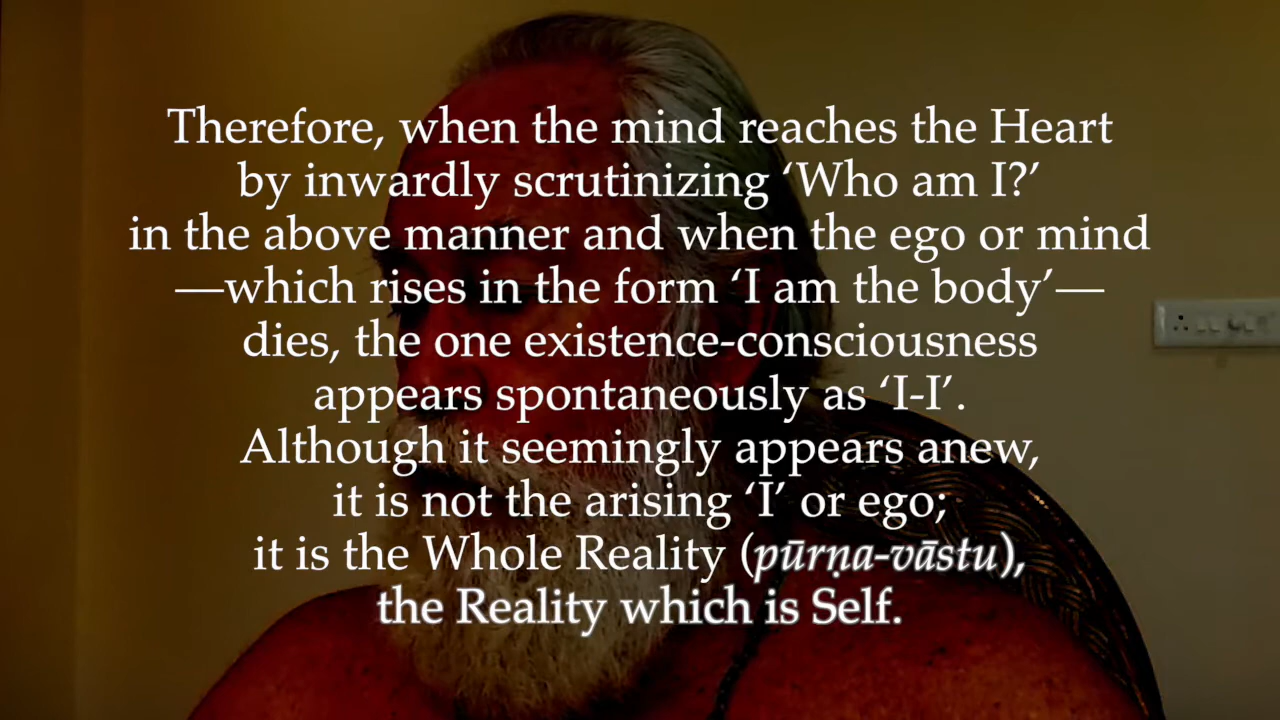 Therefore, when the mind reaches the Heart
by inwardly scrutinizing ‘Who am I?’
in the above manner and when the ego or mind
—which rises in the form ‘I am the body’—
dies, the one existence-consciousness
appears spontaneously as ‘I-I’.
Although it seemingly appears anew,
it is not the arising ‘I’ or ego;
it is the Whole Reality (pūrṇa-vāstu),
the Reality which is Self.